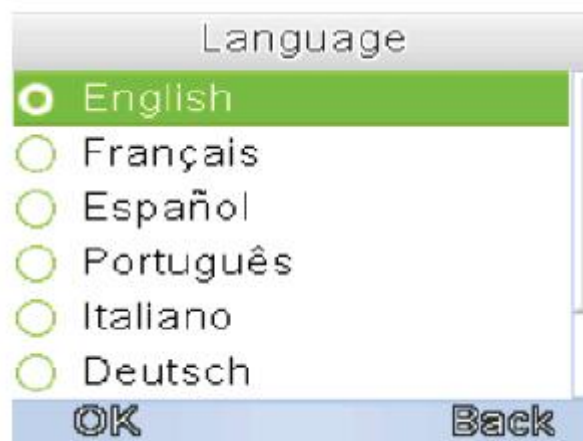 Language
English
Français
Español
Português
Italiano
Deutsch
OK Back